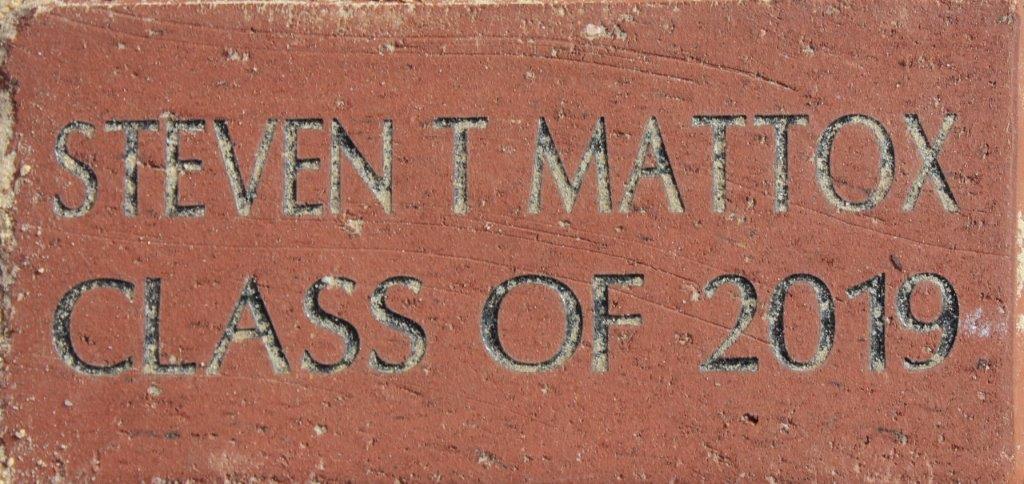 STEVEN T MATTOX
CLASS OF 2019